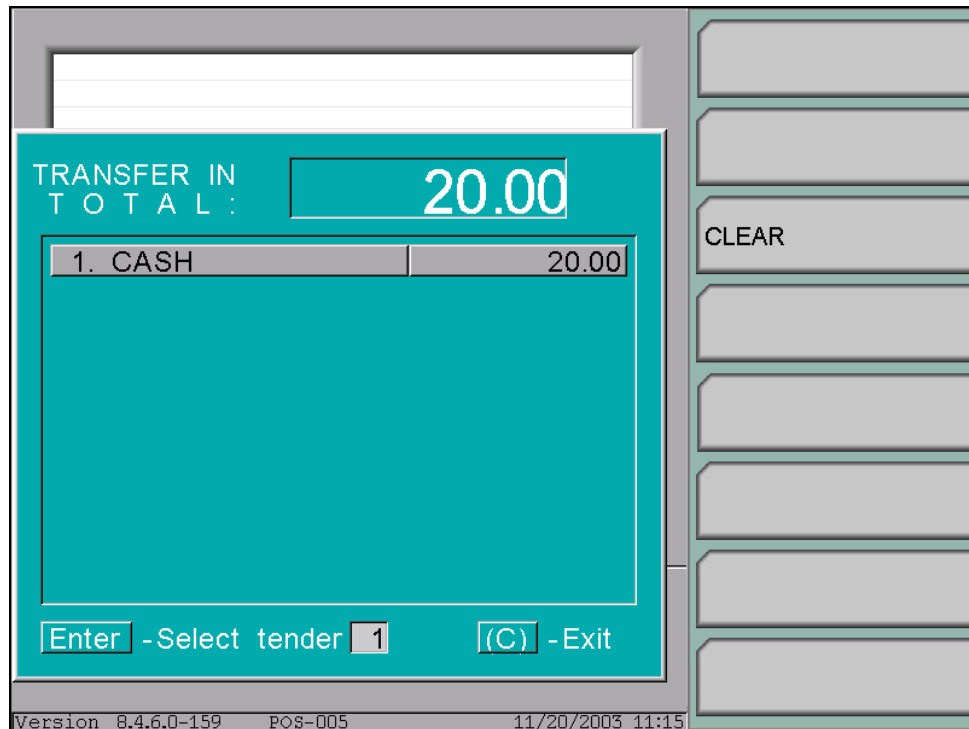 TRANSFER IN
T O T A L :
20.00
1. CASH 20.00
Enter -Select tender 1 (C) -Exit
CLEAR
Version 8.4.6.0-159 POS-005 11/20/2003 11:15